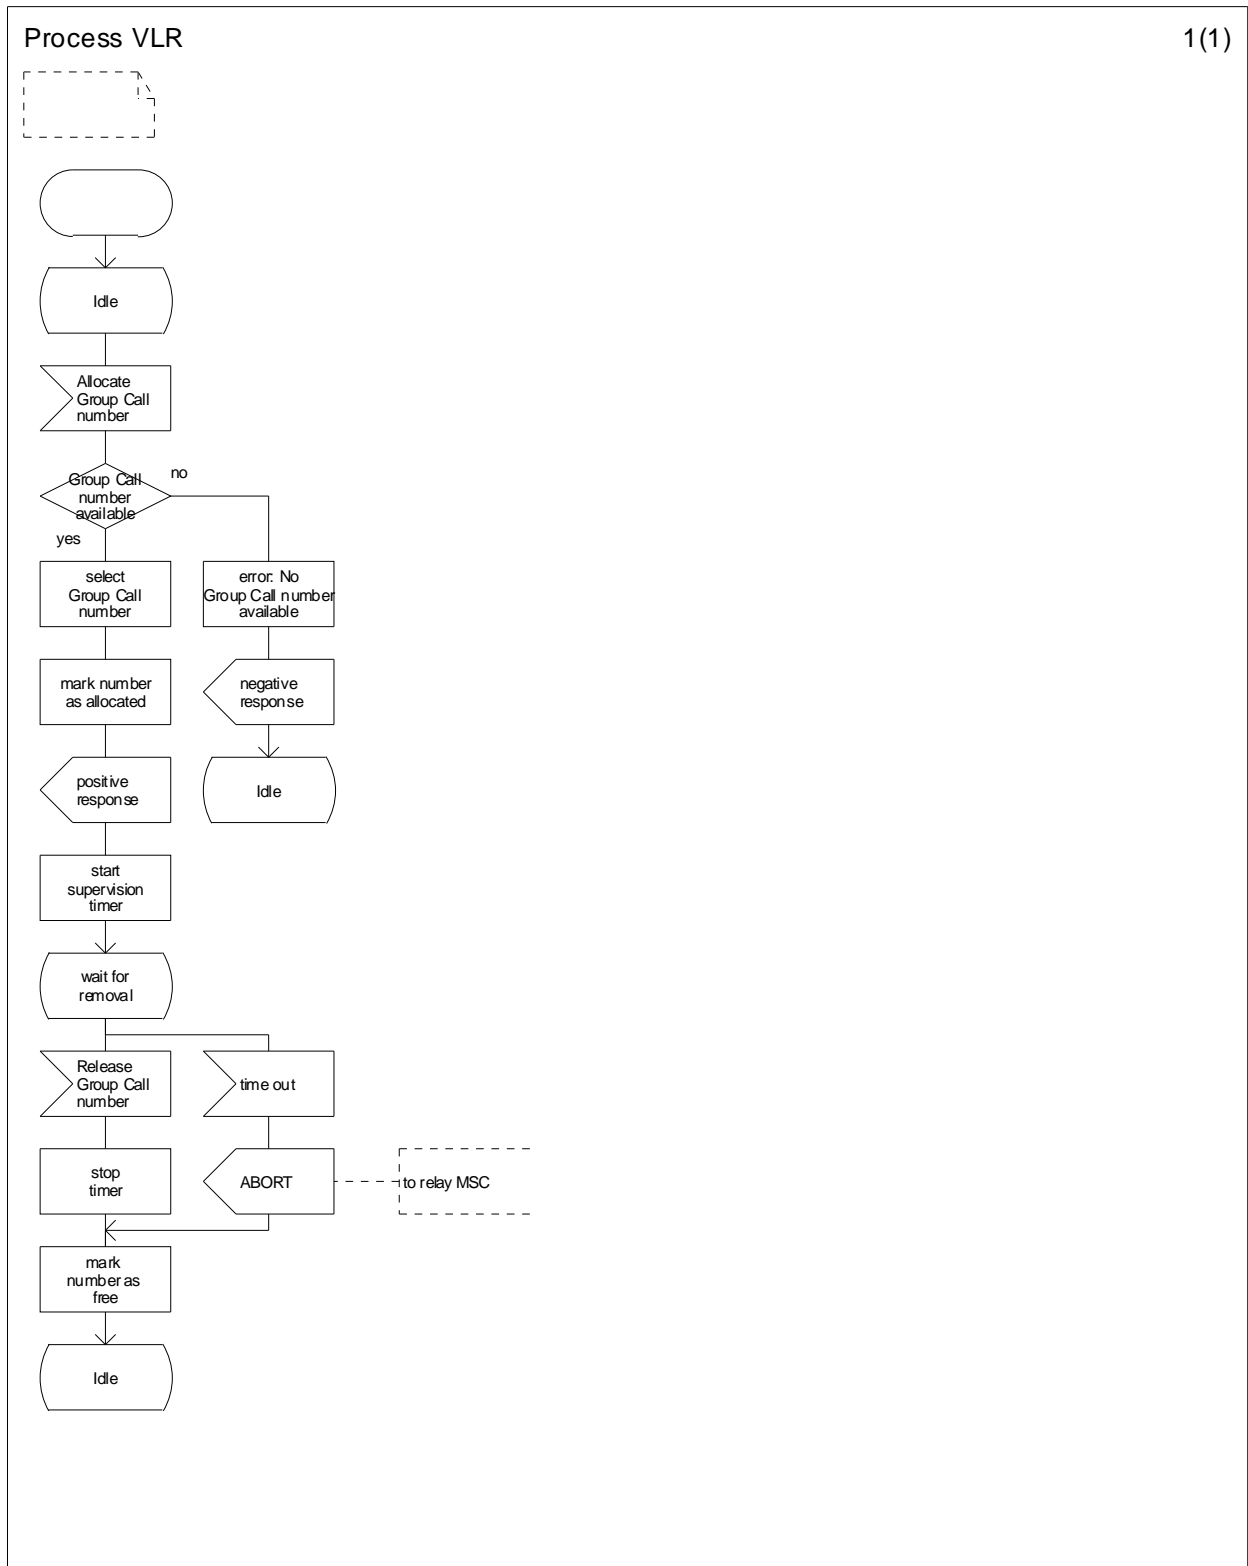 Process VLR
1(1)
Idle
Allocate
Group Call
number
Group Call
number
available
no
yes
select
Group Call
number
error: No
Group Call number
available
mark number
as allocated
negative
response
positive
response
Idle
start
supervision
timer
wait for
removal
Release
Group Call
number
time out
stop
timer
ABORT
to relay MSC
mark
number as
free
Idle